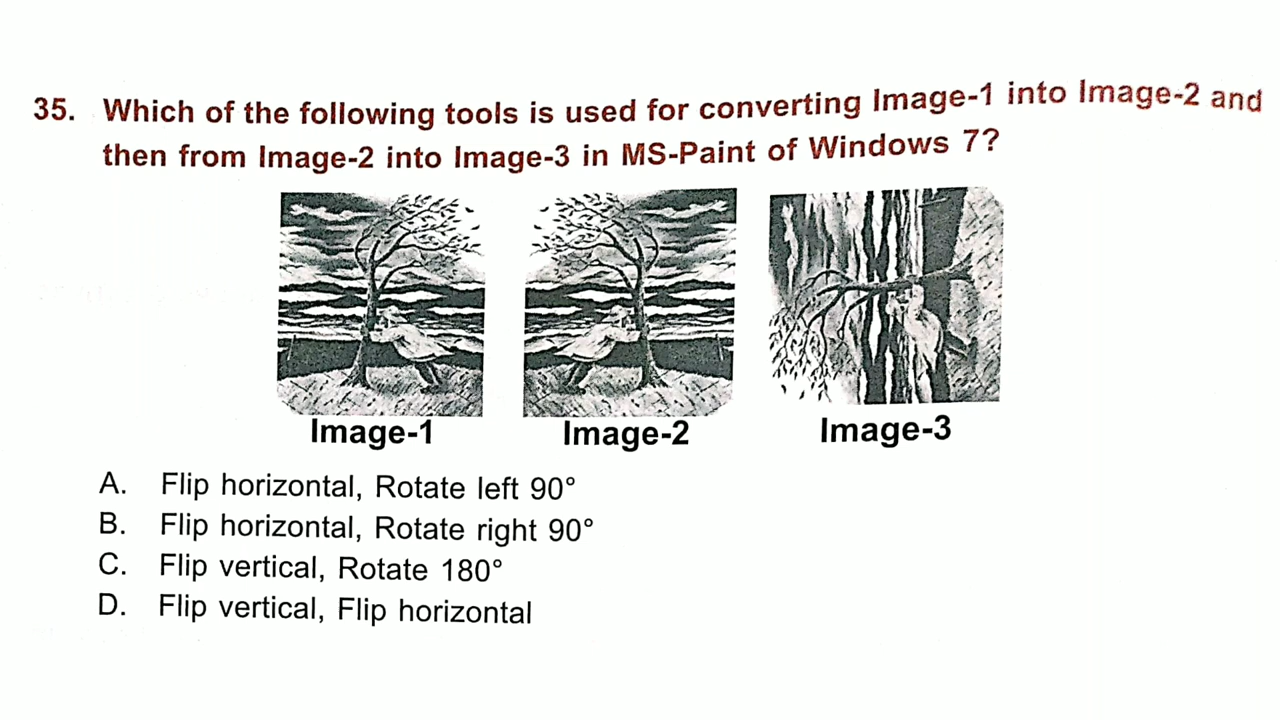 35. Which of the following tools is used for converting Image-1 into Image-2 and
then from Image-2 into Image-3 in MS-Paint of Windows 7?
Image-1 Image-2 Image-3
A. Flip horizontal, Rotate left 90°
B. Flip horizontal, Rotate right 90°
C. Flip vertical, Rotate 180°
D. Flip vertical, Flip horizontal